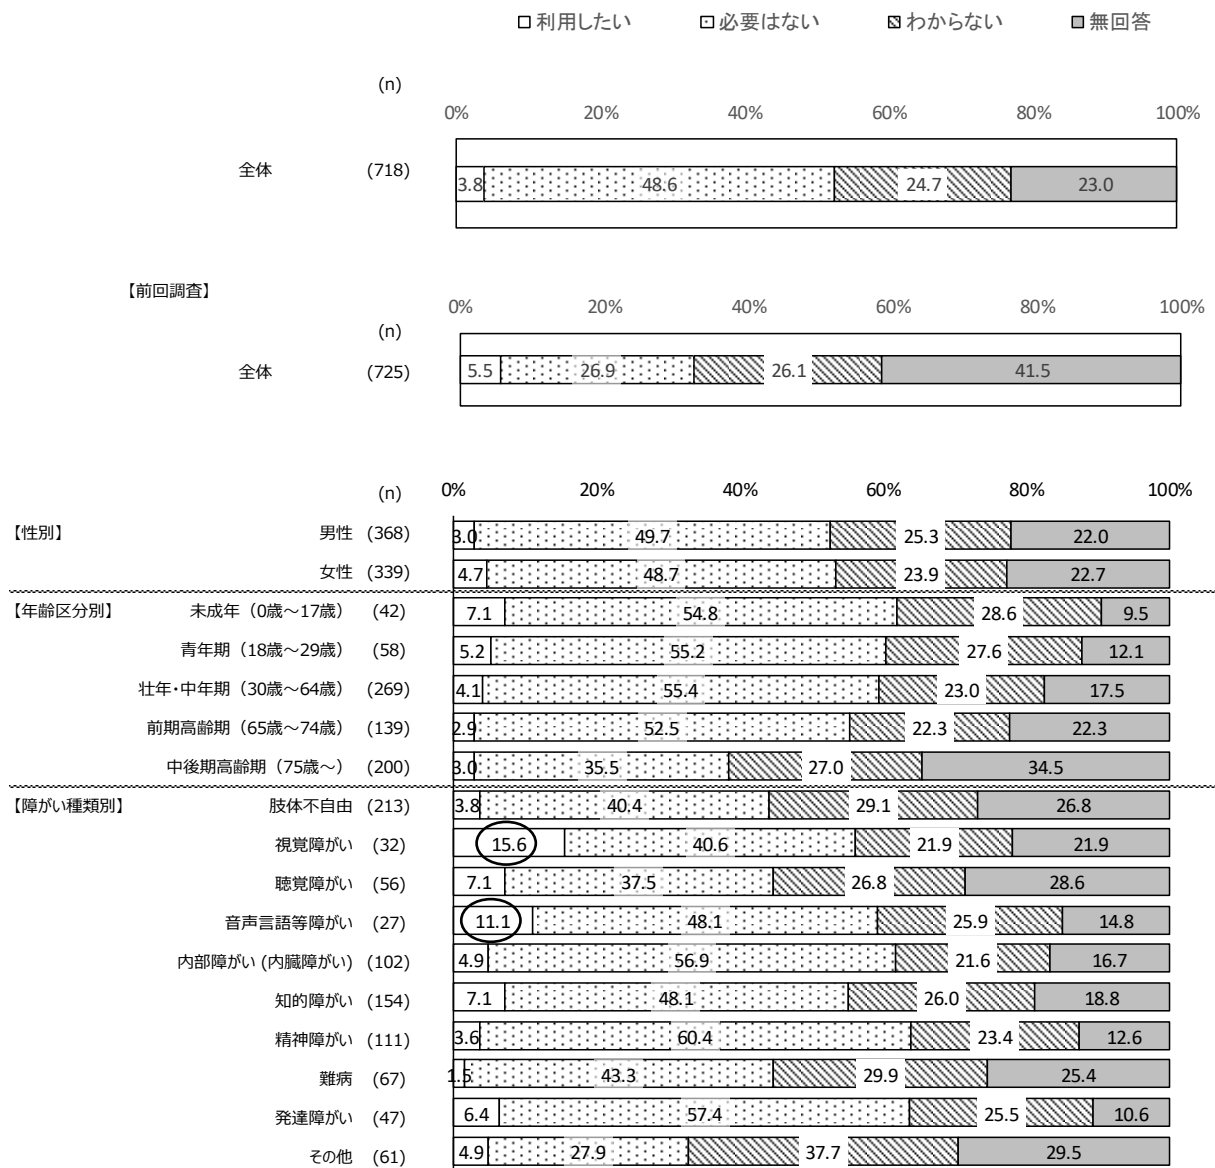 利用したい 必要はない わからない 無回答
(n)
0% 20% 40% 60% 80% 100%
全体 (718) 3.8 48.6 24.7 23.0
【前回調査】
0% 20% 40% 60% 80% 100%
(n)
全体 (725) 5.5 26.9 26.1 41.5
(n) 0% 20% 40% 60% 80% 100%
【性別】 男性 (368) 3.0 49.7 25.3 22.0
女性 (339) 4.7 48.7 23.9 22.7
【年齢区分別】 未成年（0歳～17歳） (42) 7.1 54.8 28.6 9.5
青年期（18歳～29歳） (58) 5.2 55.2 27.6 12.1
壮年・中年期（30歳～64歳） (269) 4.1 55.4 23.0 17.5
前期高齢期（65歳～74歳） (139) 2.9 52.5 22.3 22.3
中後期高齢期（75歳～） (200) 3.0 35.5 27.0 34.5
【障がい種類別】 肢体不自由 (213) 3.8 40.4 29.1 26.8
視覚障がい (32) 15.6 40.6 21.9 21.9
聴覚障がい (56) 7.1 37.5 26.8 28.6
音声言語等障がい (27) 11.1 48.1 25.9 14.8
内部障がい (内臓障がい) (102) 4.9 56.9 21.6 16.7
知的障がい (154) 7.1 48.1 26.0 18.8
精神障がい (111) 3.6 60.4 23.4 12.6
難病 (67) 1.5 43.3 29.9 25.4
発達障がい (47) 6.4 57.4 25.5 10.6
その他 (61) 4.9 27.9 37.7 29.5